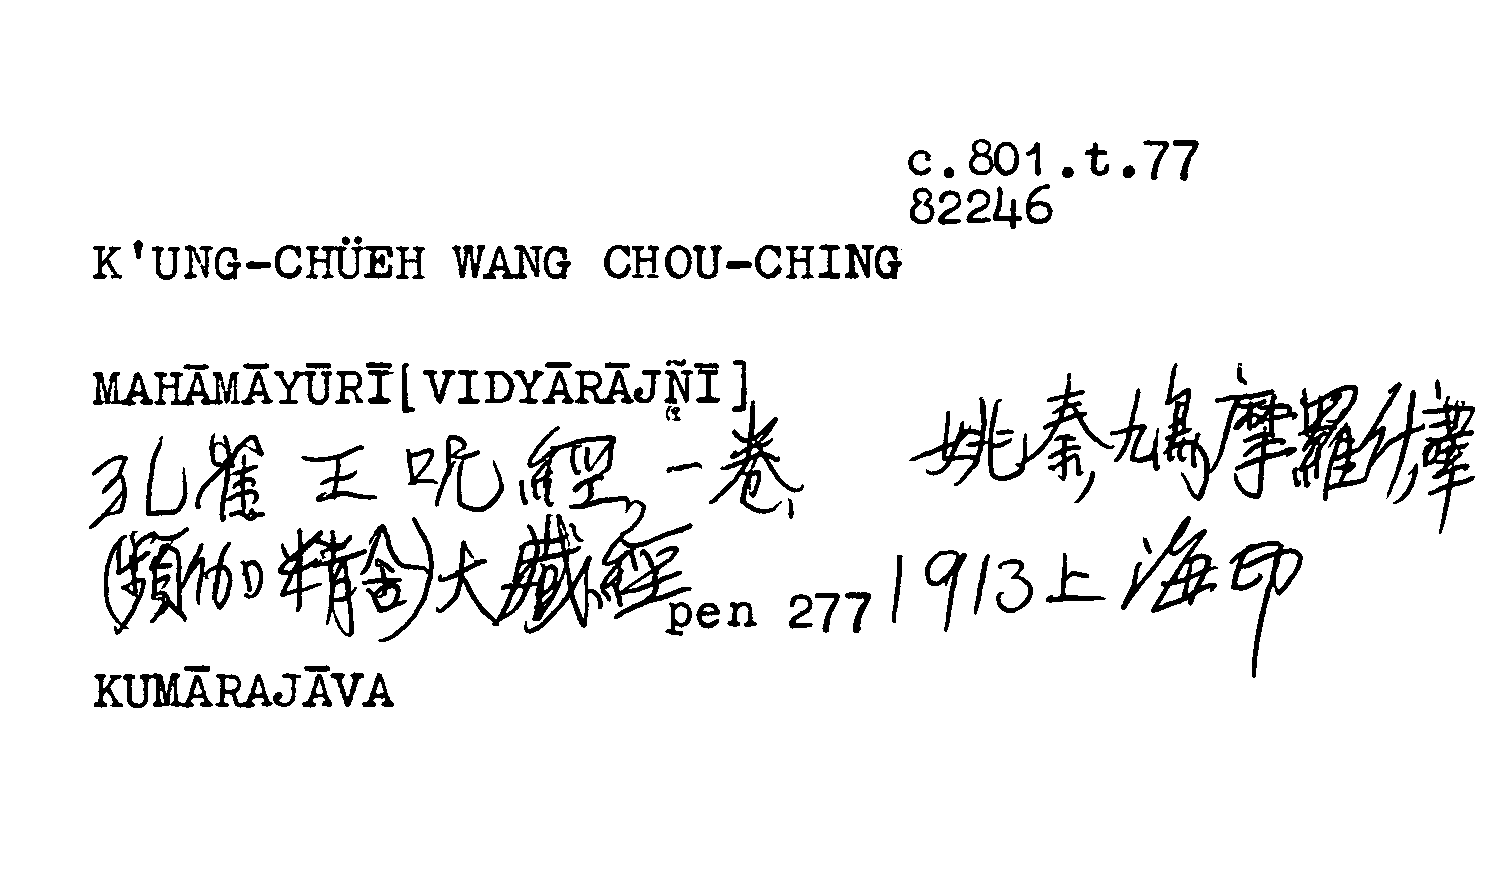 c.801.t.77
82246
K'UNG-CHÜEH WANG CHOU-CHING
MAHĀMĀYŪRĪ[VIDYĀRĀJÑĪ]
孔雀王呪經, 一卷, 姚秦, 鳩摩羅什, 譯
(頻伽精舍)大藏經 pen 277 1913上海印
KUMĀRAJĀVA